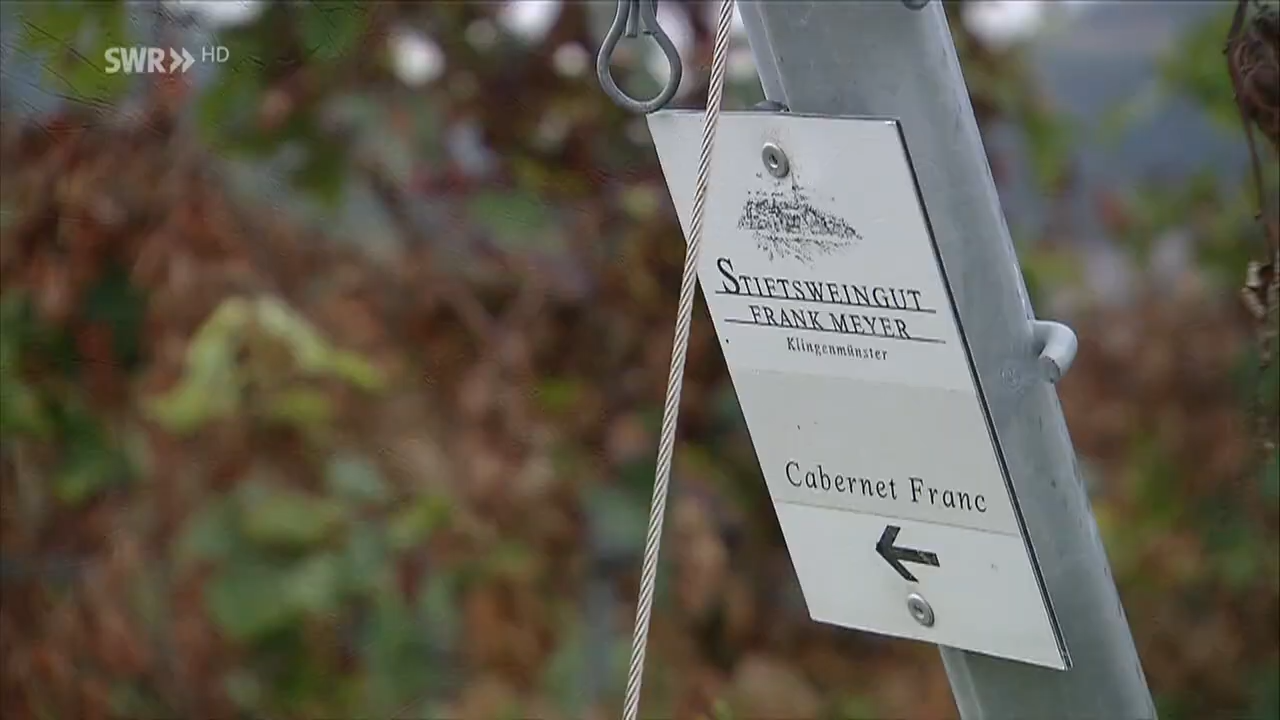 SWR HD
STIFTSWEINGUT
FRANK MEYER
Klingenmünster
Cabernet Franc